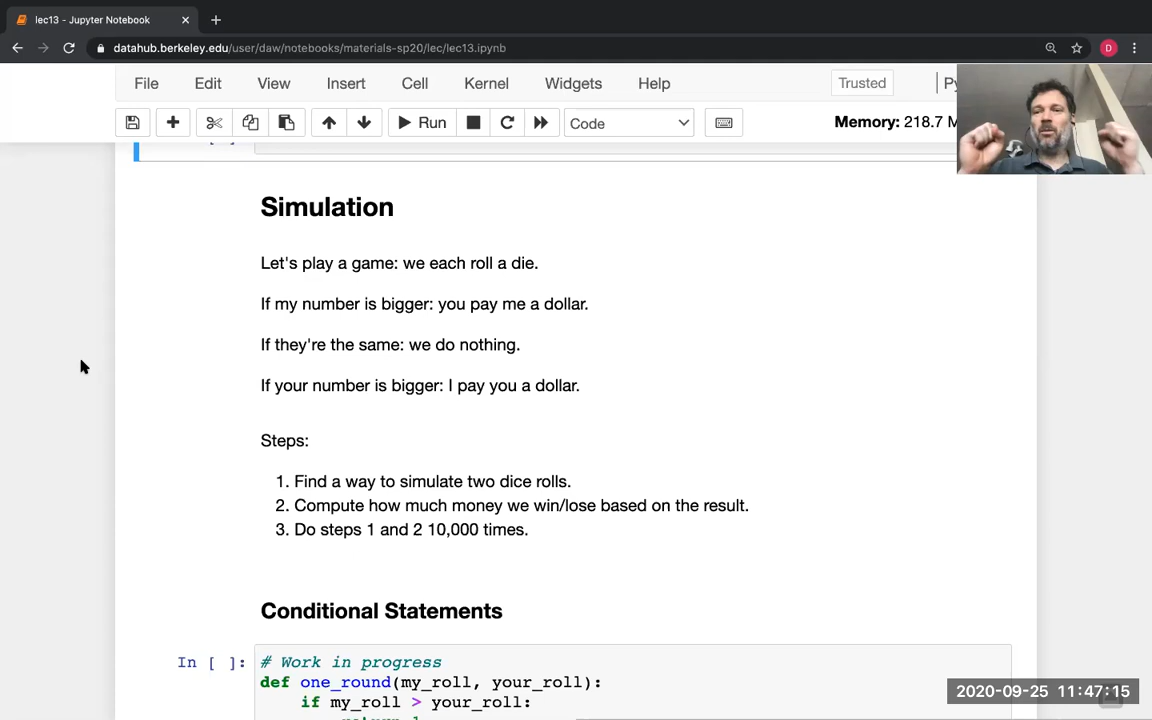 lec13 - Jupyter Notebook
datahub.berkeley.edu/user/daw/notebooks/materials-sp20/lec/lec13.ipynb
D
File Edit View Insert Cell Kernel Widgets Help Trusted Py
Run Code Memory: 218.7 M
Simulation
Let's play a game: we each roll a die.
If my number is bigger: you pay me a dollar.
If they're the same: we do nothing.
If your number is bigger: I pay you a dollar.
Steps:
1. Find a way to simulate two dice rolls.
2. Compute how much money we win/lose based on the result.
3. Do steps 1 and 2 10,000 times.
Conditional Statements
In [ ]: # Work in progress
def one_round(my_roll, your_roll):
if my_roll > your_roll:
2020-09-25 11:47:15